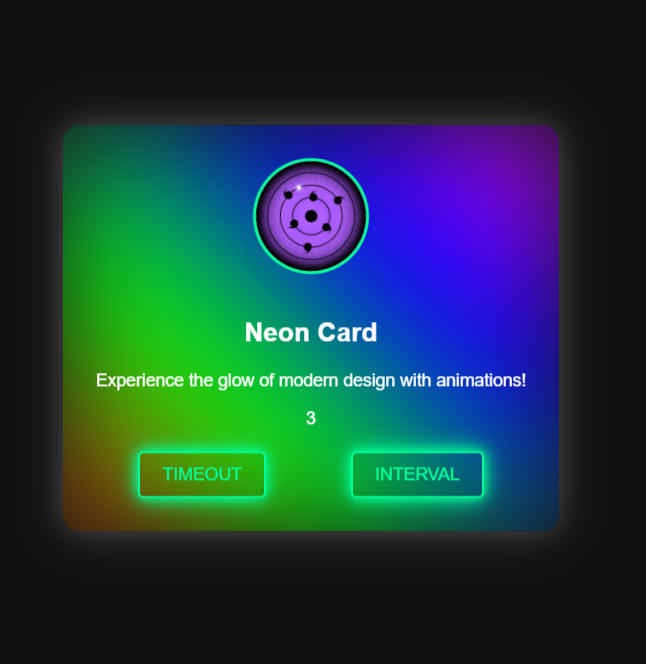 Neon Card
Experience the glow of modern design with animations!
3
TIMEOUT INTERVAL